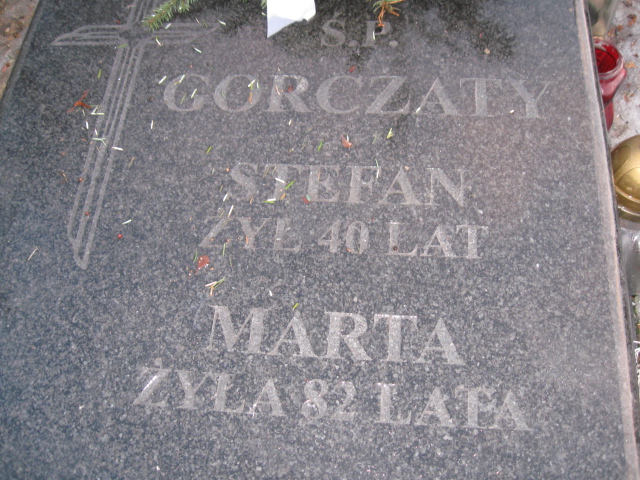 Ś.P.
GORCZATY
STEFAN
ŻYŁ 40 LAT
MARTA
ŻYŁA 82 LATA